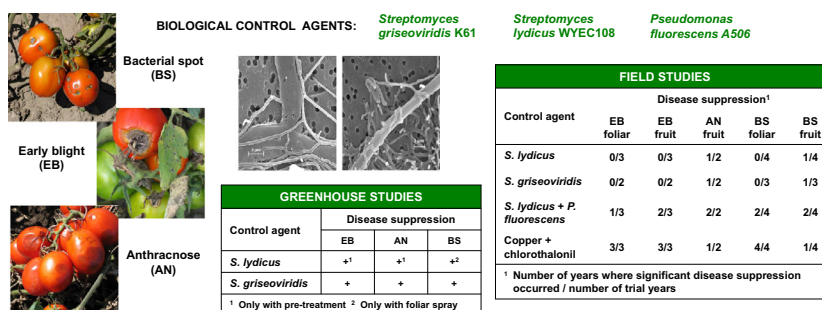 BIOLOGICAL CONTROL AGENTS:
Streptomyces
griseoviridis K61
Streptomyces
lydicus WYEC108
Pseudomonas
fluorescens A506
Bacterial spot
(BS)
Early blight
(EB)
Anthracnose
(AN)
GREENHOUSE STUDIES
Control agent
Disease suppression
EB AN BS
S. lydicus +1 +1 +2
S. griseoviridis + + +
1 Only with pre-treatment 2 Only with foliar spray
FIELD STUDIES
Control agent
Disease suppression1
EB foliar EB fruit AN fruit BS foliar BS fruit
S. lydicus 0/3 0/3 1/2 0/4 1/4
S. griseoviridis 0/2 0/2 1/2 0/3 1/3
S. lydicus + P.
fluorescens 1/3 2/3 2/2 2/4 2/4
Copper +
chlorothalonil 3/3 3/3 1/2 4/4 1/4
1 Number of years where significant disease suppression
occurred / number of trial years